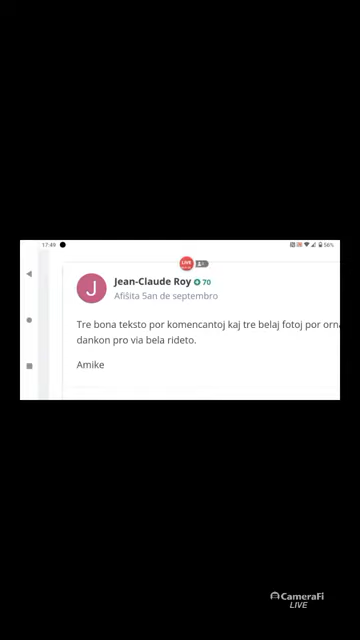 17:49
56%
LIVE
Jean-Claude Roy 70
J
Afiŝita 5an de septembro
Tre bona teksto por komencantoj kaj tre belaj fotoj por
dankon pro via bela rideto.
Amike
CameraFi
LIVE